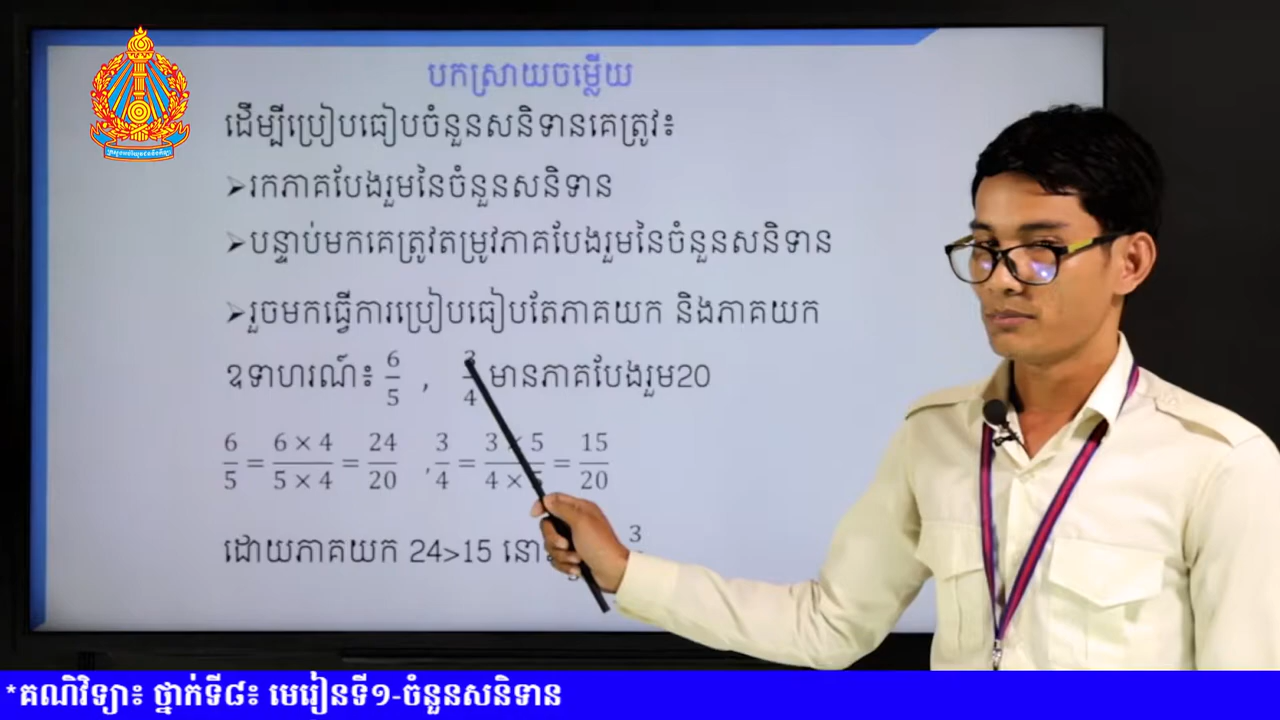 បកស្រាយចម្លើយ
ដើម្បីប្រៀបធៀបចំនួនសនិទានគេត្រូវ៖
➢រកភាគបែងរួមនៃចំនួនសនិទាន
➢បន្ទាប់មកគេត្រូវតម្រូវភាគបែងរួមនៃចំនួនសនិទាន
➢រួចមកធ្វើការប្រៀបធៀបតែភាគយក និងភាគយក
ឧទាហរណ៍៖ 6/5 , 3/4 មានភាគបែងរួម20
6/5 = 6 × 4/5 × 4 = 24/20 , 3/4 = 3 × 5/4 × 5 = 15/20
ដោយភាគយក 24>15 នោះ 3
*គណិវិទ្យា៖ ថ្នាក់ទី៨៖ មេរៀនទី១-ចំនួនសនិទាន